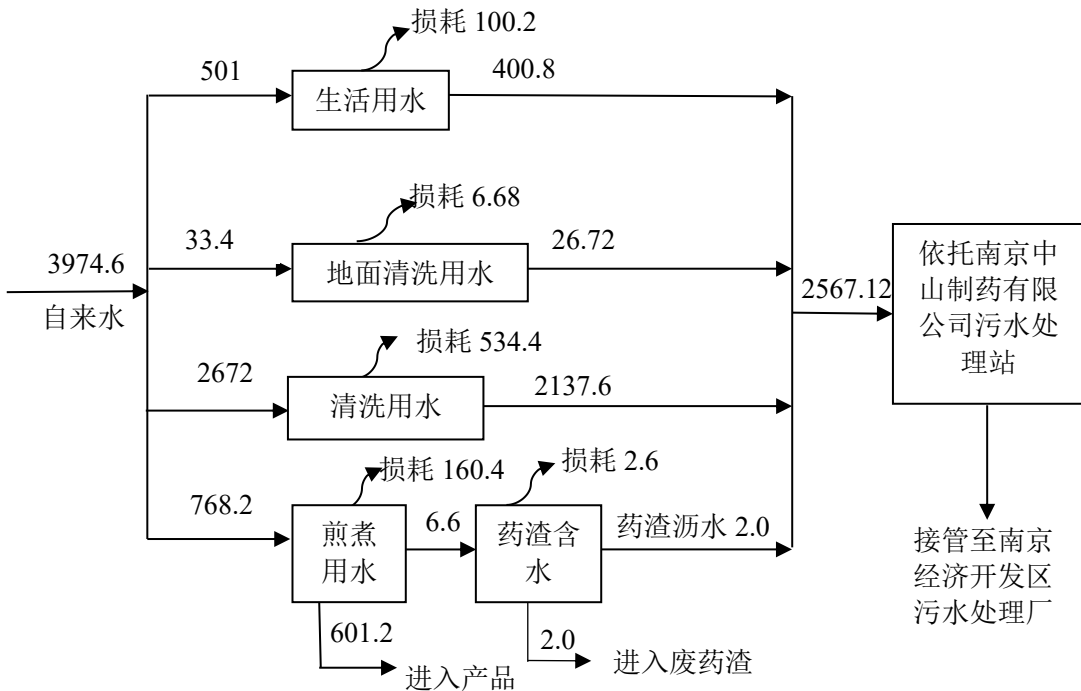 损耗 100.2
501
400.8
生活用水
损耗 6.68
33.4
26.72
地面清洗用水
3974.6
自来水
2567.12
依托南京中
山制药有限
公司污水处
理站
损耗 534.4
2672
2137.6
清洗用水
损耗 160.4
损耗 2.6
768.2
煎煮
用水
6.6
药渣含
水
药渣沥水 2.0
接管至南京
经济开发区
污水处理厂
601.2
进入产品
2.0
进入废药渣